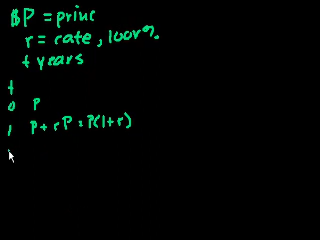 $P = princ
r = rate, 100r%.
t years
t
0 P
1 P + rP = P(1+r)